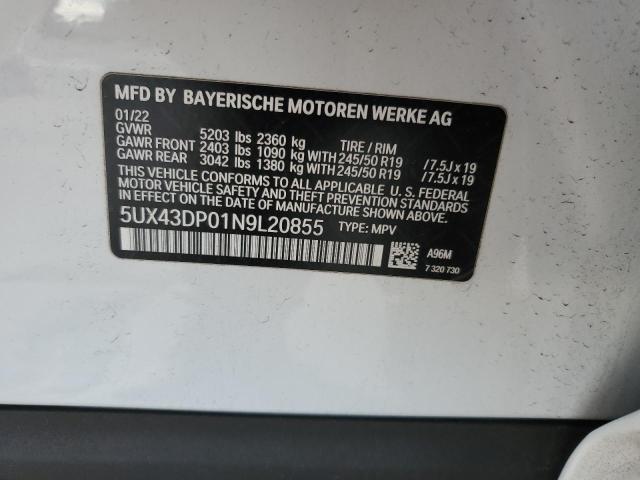 MFD BY BAYERISCHE MOTOREN WERKE AG
01/22
GVWR 5203 lbs 2360 kg TIRE / RIM
GAWR FRONT 2403 lbs 1090 kg WITH 245/50 R19 /7.5J x 19
GAWR REAR 3042 lbs 1380 kg WITH 245/50 R19 /7.5J x 19
THIS VEHICLE CONFORMS TO ALL APPLICABLE U. S. FEDERAL
MOTOR VEHICLE SAFETY AND THEFT PREVENTION STANDARDS
IN EFFECT ON THE DATE OF MANUFACTURE SHOWN ABOVE.
5UX43DP01N9L20855 TYPE: MPV
A96M
7 320 730